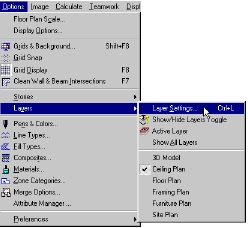 Options Image Calculate Teamwork Displ
Floor Plan Scale...
Display Options...
Grids & Background... Shift+F8
Grid Snap
Grid Display F8
Clean Wall & Beam Intersections F7
Stories
Layers
Layer Settings... Ctrl+L
Show/Hide Layers Toggle
Active Layer
Show All Layers
3D Model
Ceiling Plan
Floor Plan
Framing Plan
Furniture Plan
Site Plan
Pens & Colors...
Line Types...
Fill Types...
Composites...
Materials...
Zone Categories...
Merge Options...
Attribute Manager...
Preferences